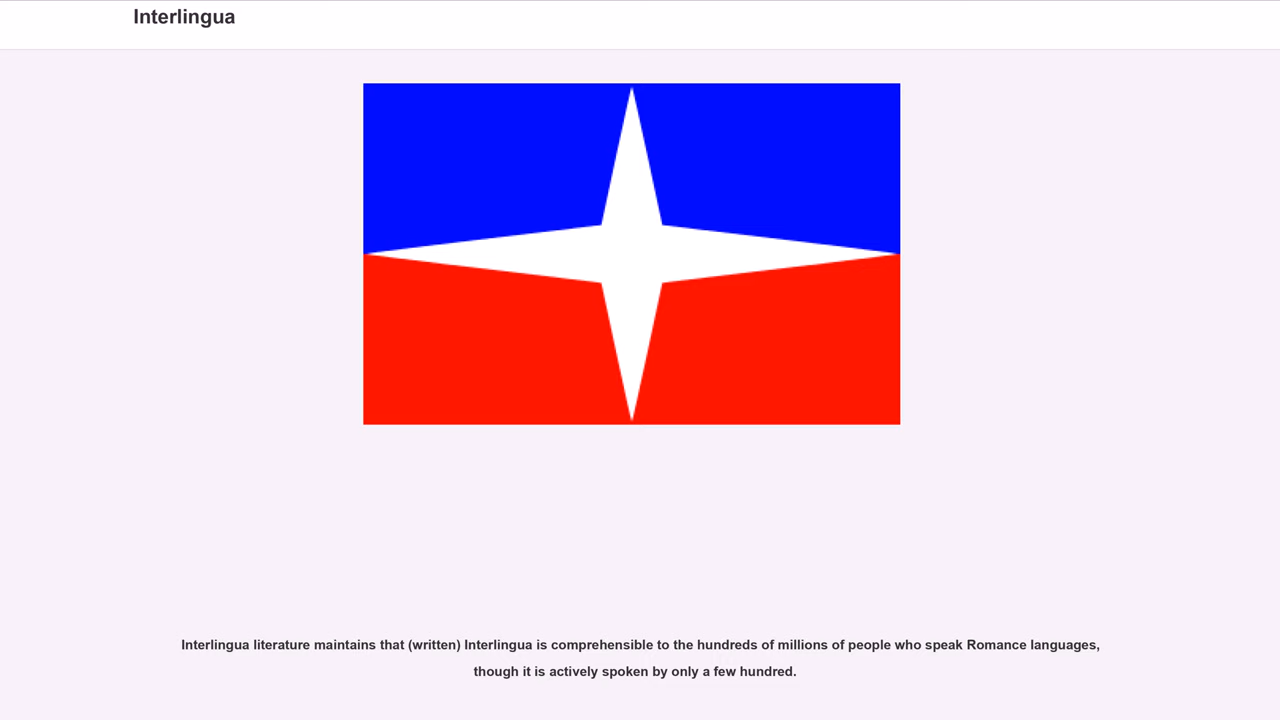 Interlingua
Interlingua literature maintains that (written) Interlingua is comprehensible to the hundreds of millions of people who speak Romance languages,
though it is actively spoken by only a few hundred.